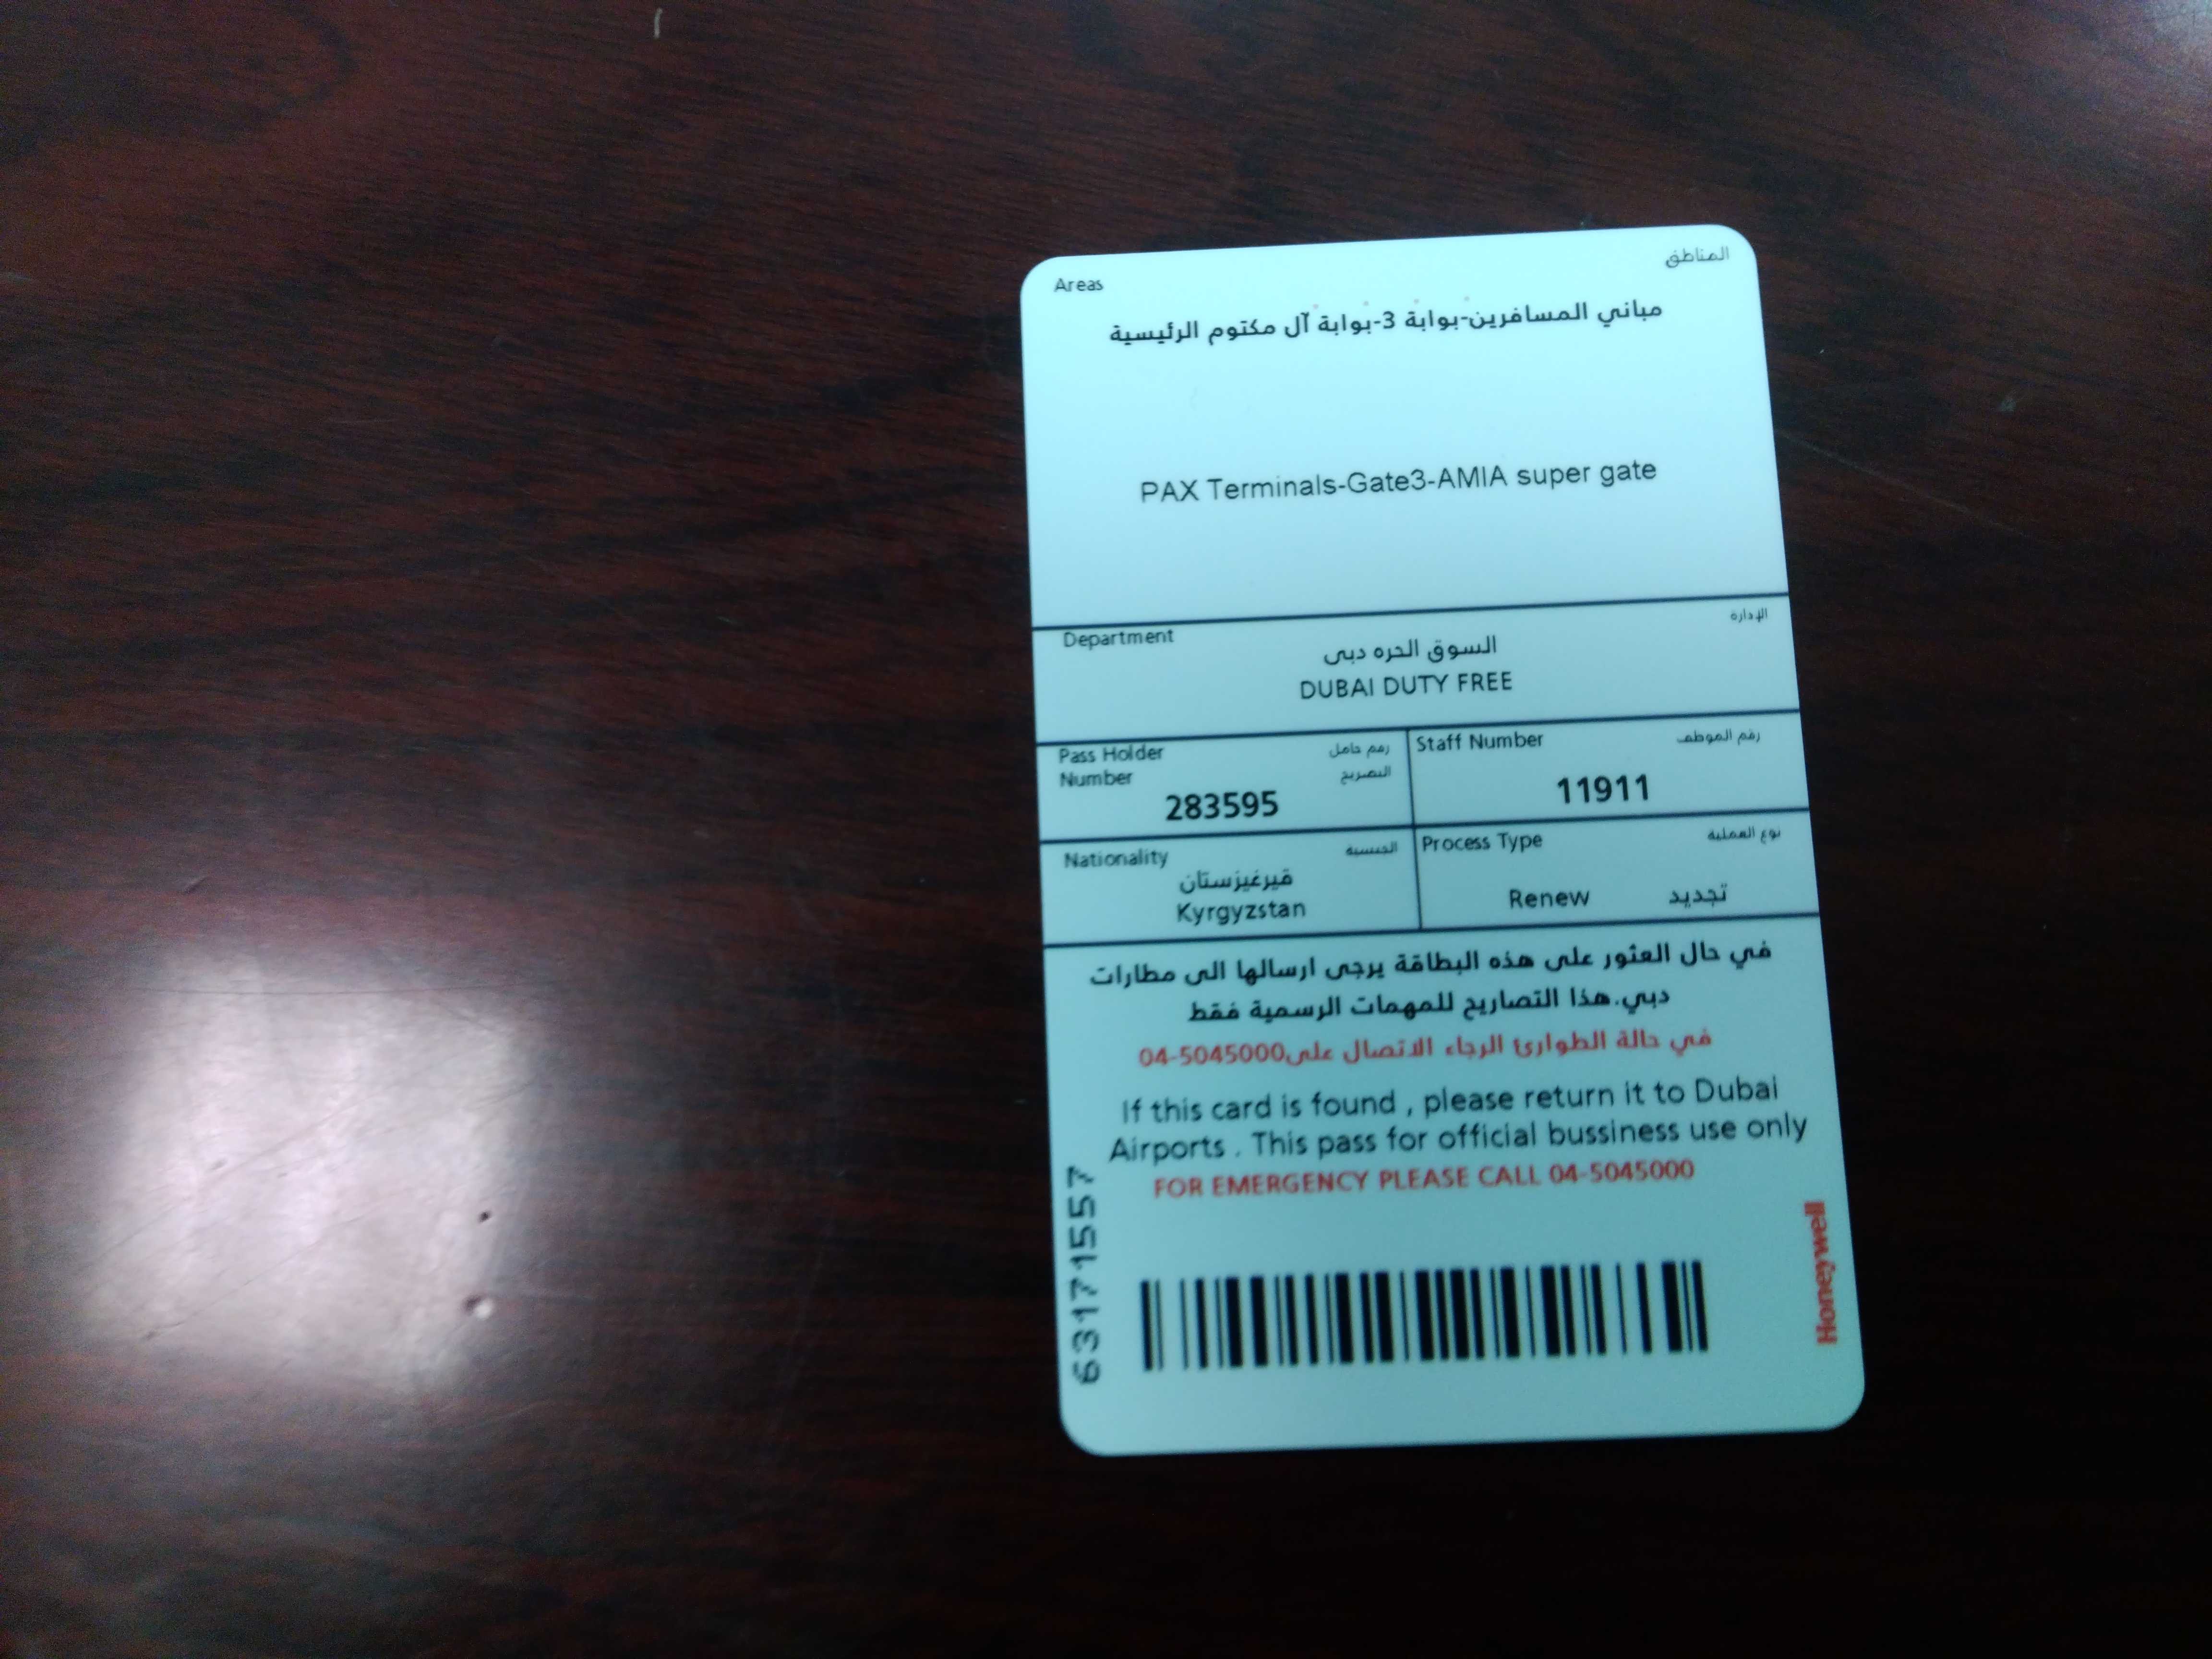 Areas
المناطق
مباني المسافرين-بوابة 3-بوابة آل مكتوم الرئيسية
PAX Terminals-Gate3-AMIA super gate
Department
الإدارة
السوق الحره دبى
DUBAI DUTY FREE
Pass Holder
Number
رقم حامل
التصريح
283595
Staff Number
رقم الموظف
11911
Nationality
الجنسية
قيرغيزستان
Kyrgyzstan
Process Type
نوع العملية
Renew تجديد
في حال العثور على هذه البطاقة يرجى ارسالها الى مطارات
دبي.هذا التصاريح للمهمات الرسمية فقط
في حالة الطوارئ الرجاء الاتصال على04-5045000
If this card is found , please return it to Dubai
Airports . This pass for official bussiness use only
FOR EMERGENCY PLEASE CALL 04-5045000
63171557
Honeywell